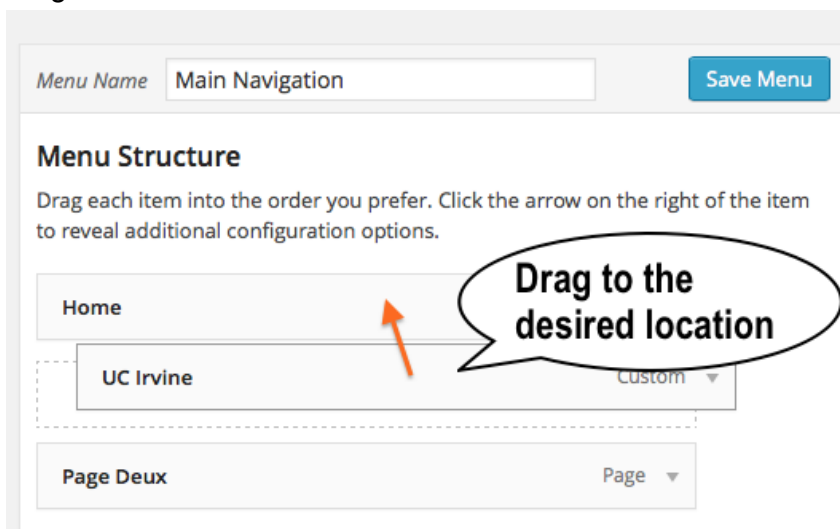 Menu Name Main Navigation Save Menu
Menu Structure
Drag each item into the order you prefer. Click the arrow on the right of the item
to reveal additional configuration options.
Drag to the
desired location
Home
UC Irvine Custom
Page Deux Page